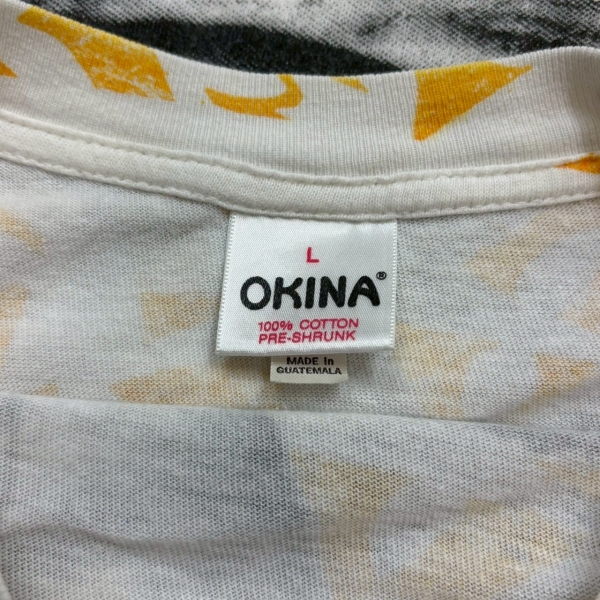 L
OKINA®
100% COTTON
PRE-SHRUNK
MADE In
GUATEMALA